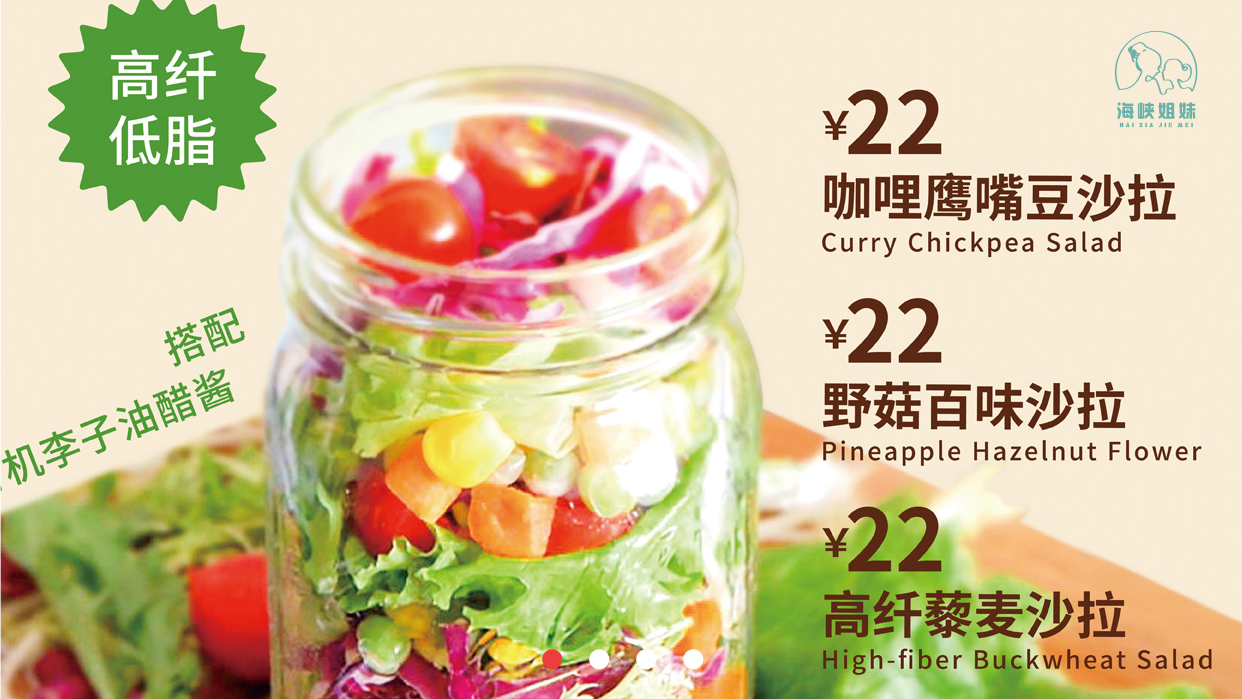 高纤
低脂
搭配
机李子油醋酱
海峡姐妹
HAI XIA JIE MEI
¥22
咖哩鹰嘴豆沙拉
Curry Chickpea Salad
¥22
野菇百味沙拉
Pineapple Hazelnut Flower
¥22
高纤藜麦沙拉
High-fiber Buckwheat Salad